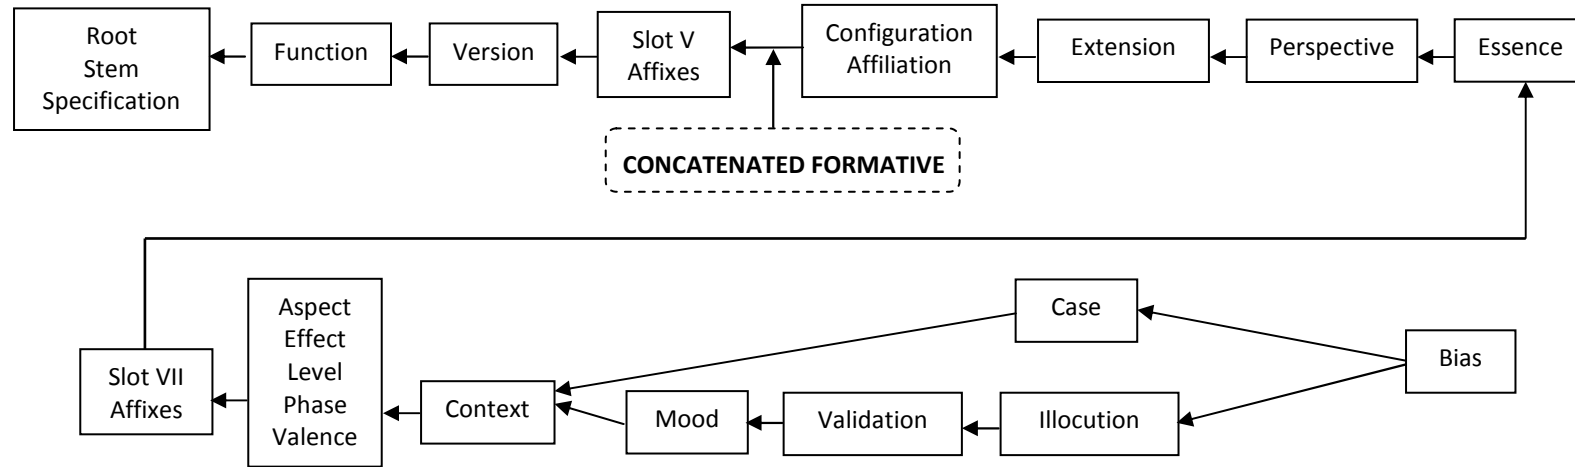 Root
Stem
Specification
Function
Version
Slot V
Affixes
Configuration
Affiliation
Extension
Perspective
Essence
CONCATENATED FORMATIVE
Slot VII
Affixes
Aspect
Effect
Level
Phase
Valence
Context
Case
Mood
Validation
Illocution
Bias